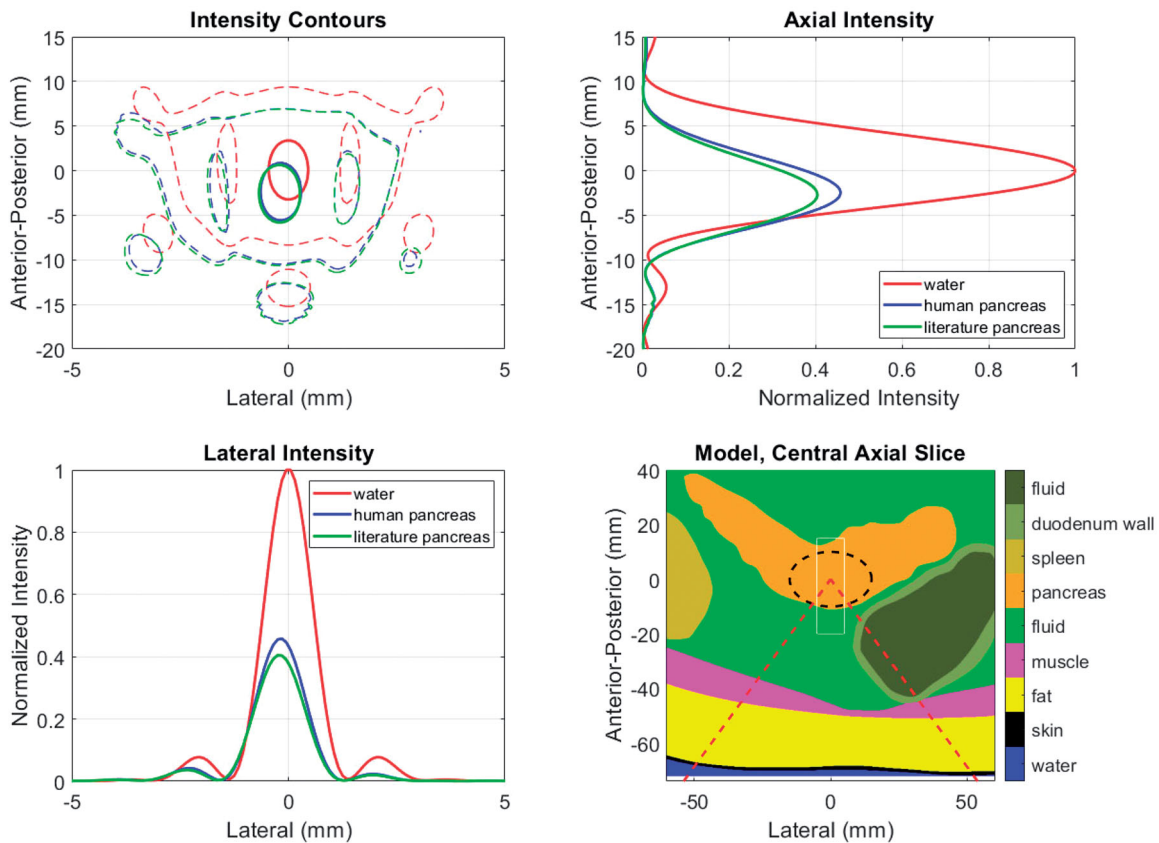 Intensity Contours
Anterior-Posterior (mm)
15
10
5
0
-5
-10
-15
-20
-5
0
5
Lateral (mm)
Axial Intensity
Anterior-Posterior (mm)
15
10
5
0
-5
-10
-15
-20
water
human pancreas
literature pancreas
0
0.2
0.4
0.6
0.8
1
Normalized Intensity
Lateral Intensity
Normalized Intensity
1
0.8
0.6
0.4
0.2
0
water
human pancreas
literature pancreas
-5
0
5
Lateral (mm)
Model, Central Axial Slice
Anterior-Posterior (mm)
40
20
0
-20
-40
-60
-50
0
50
Lateral (mm)
fluid
duodenum wall
spleen
pancreas
fluid
muscle
fat
skin
water